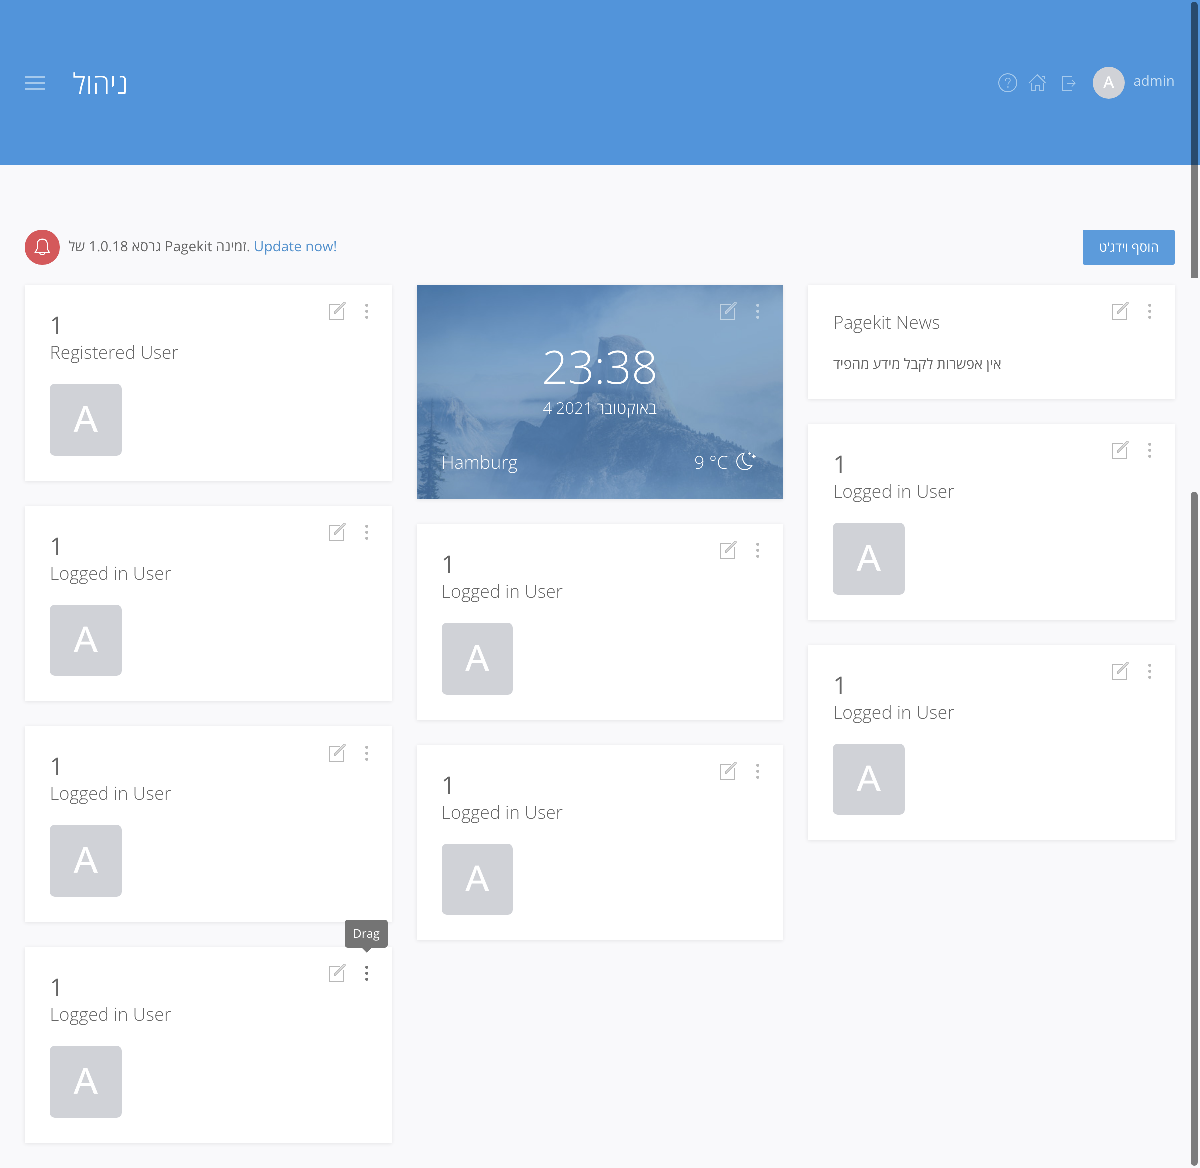 ניהול
A admin
גרסא 1.0.18 של Pagekit זמינה. Update now!
הוסף וידג'ט
1
Registered User
A
1
Logged in User
A
1
Logged in User
A
Drag
1
Logged in User
A
23:38
4 באוקטובר 2021
Hamburg
9 °C
1
Logged in User
A
1
Logged in User
A
Pagekit News
אין אפשרות לקבל מידע מהפיד
1
Logged in User
A
1
Logged in User
A